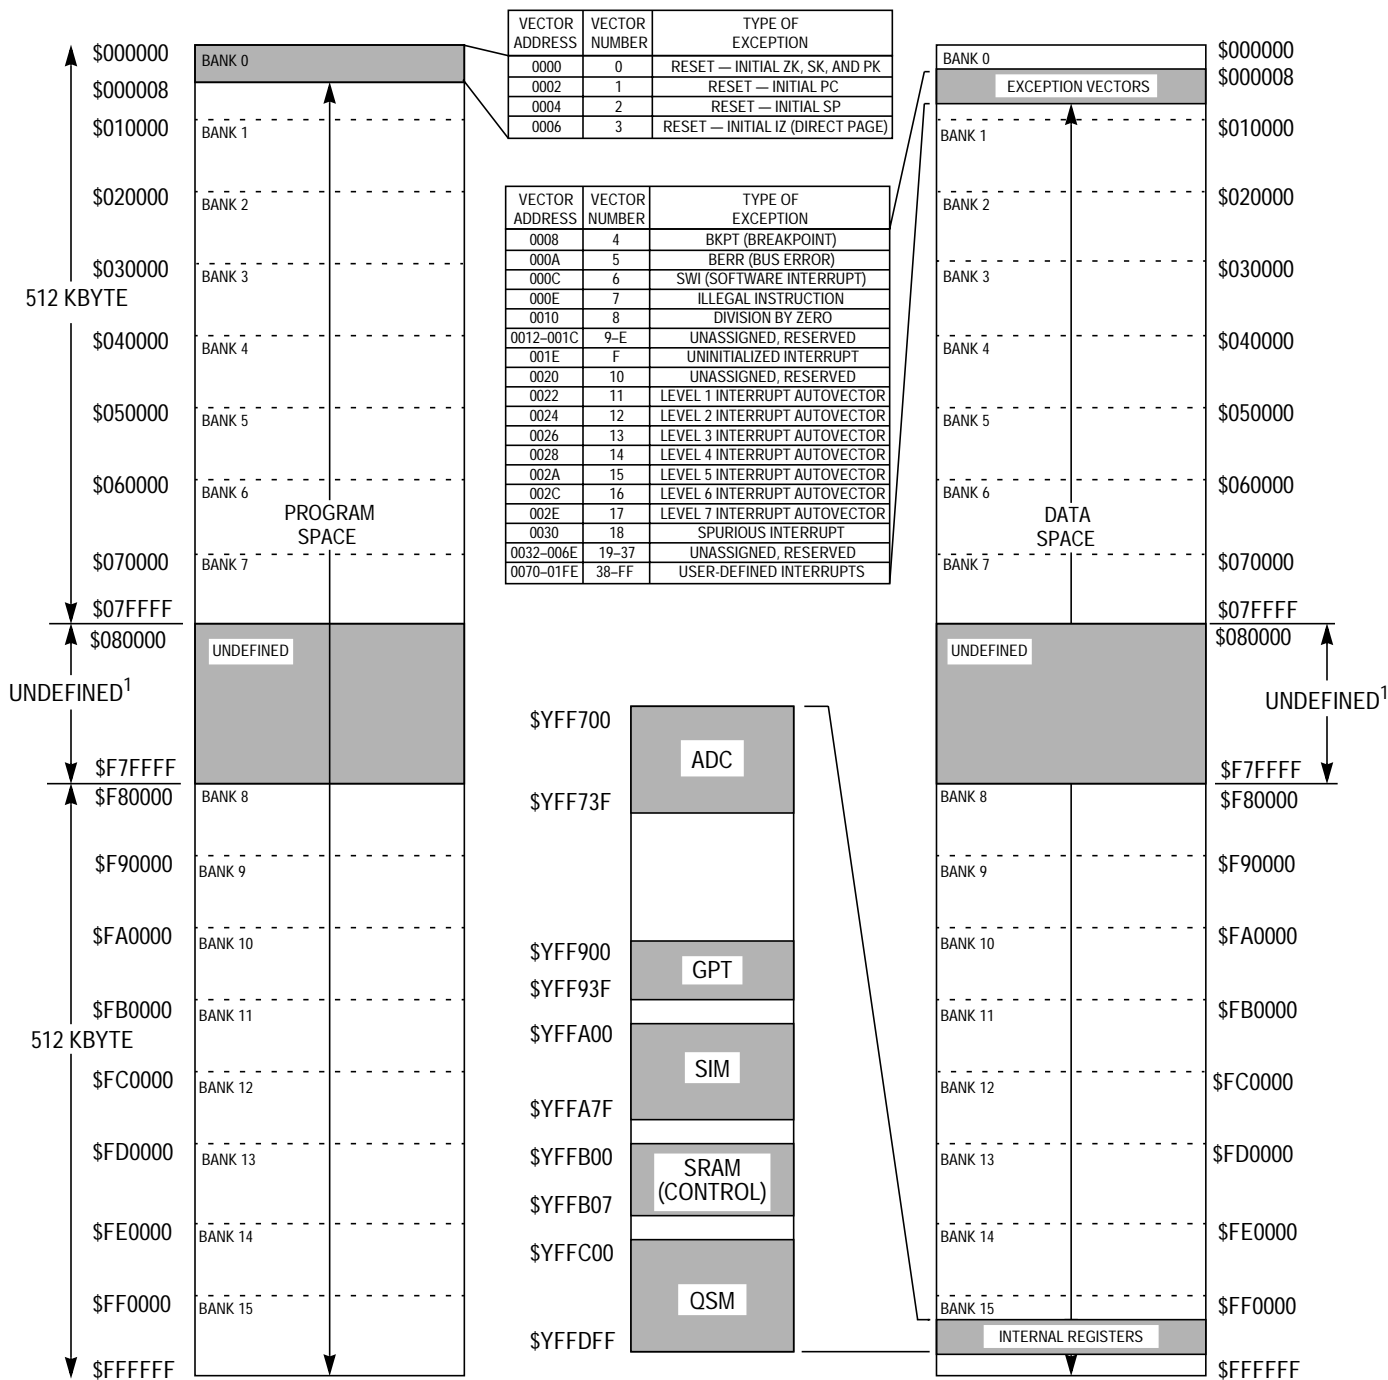 $000000
$000008
$010000
$020000
$030000
512 KBYTE
$040000
$050000
$060000
$070000
$07FFFF
$080000
UNDEFINED1
$F7FFFF
$F80000
$F90000
$FA0000
$FB0000
512 KBYTE
$FC0000
$FD0000
$FE0000
$FF0000
$FFFFFF
BANK 0
BANK 1
BANK 2
BANK 3
BANK 4
BANK 5
BANK 6
PROGRAM
SPACE
BANK 7
UNDEFINED
BANK 8
BANK 9
BANK 10
BANK 11
BANK 12
BANK 13
BANK 14
BANK 15
VECTOR ADDRESS VECTOR NUMBER TYPE OF EXCEPTION
0000 0 RESET — INITIAL ZK, SK, AND PK
0002 1 RESET — INITIAL PC
0004 2 RESET — INITIAL SP
0006 3 RESET — INITIAL IZ (DIRECT PAGE)
VECTOR ADDRESS VECTOR NUMBER TYPE OF EXCEPTION
0008 4 BKPT (BREAKPOINT)
000A 5 BERR (BUS ERROR)
000C 6 SWI (SOFTWARE INTERRUPT)
000E 7 ILLEGAL INSTRUCTION
0010 8 DIVISION BY ZERO
0012–001C 9–E UNASSIGNED, RESERVED
001E F UNINITIALIZED INTERRUPT
0020 10 UNASSIGNED, RESERVED
0022 11 LEVEL 1 INTERRUPT AUTOVECTOR
0024 12 LEVEL 2 INTERRUPT AUTOVECTOR
0026 13 LEVEL 3 INTERRUPT AUTOVECTOR
0028 14 LEVEL 4 INTERRUPT AUTOVECTOR
002A 15 LEVEL 5 INTERRUPT AUTOVECTOR
002C 16 LEVEL 6 INTERRUPT AUTOVECTOR
002E 17 LEVEL 7 INTERRUPT AUTOVECTOR
0030 18 SPURIOUS INTERRUPT
0032–006E 19–37 UNASSIGNED, RESERVED
0070–01FE 38–FF USER-DEFINED INTERRUPTS
$YFF700
ADC
$YFF73F
$YFF900
GPT
$YFF93F
$YFFA00
SIM
$YFFA7F
$YFFB00
SRAM
(CONTROL)
$YFFB07
$YFFC00
QSM
$YFFDFF
BANK 0
EXCEPTION VECTORS
BANK 1
BANK 2
BANK 3
BANK 4
BANK 5
BANK 6
DATA
SPACE
BANK 7
UNDEFINED
BANK 8
BANK 9
BANK 10
BANK 11
BANK 12
BANK 13
BANK 14
BANK 15
INTERNAL REGISTERS
$000000
$000008
$010000
$020000
$030000
$040000
$050000
$060000
$070000
$07FFFF
$080000
UNDEFINED1
$F7FFFF
$F80000
$F90000
$FA0000
$FB0000
$FC0000
$FD0000
$FE0000
$FF0000
$FFFFFF